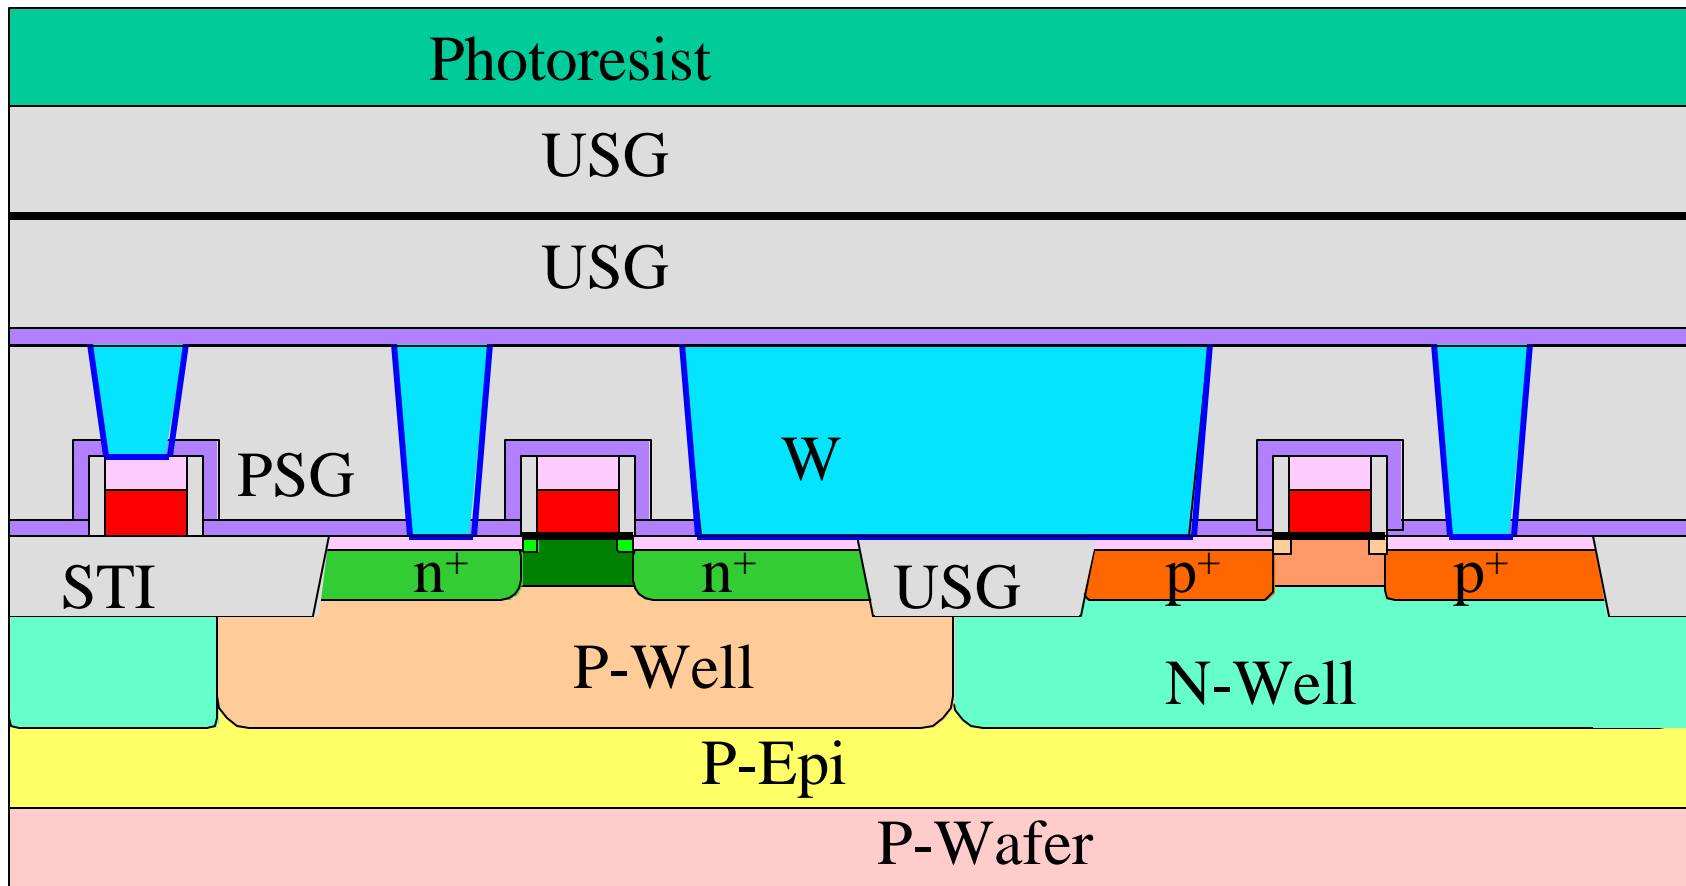 Photoresist
USG
USG
W
PSG
STI
n⁺
n⁺
USG
p⁺
p⁺
P-Well
N-Well
P-Epi
P-Wafer